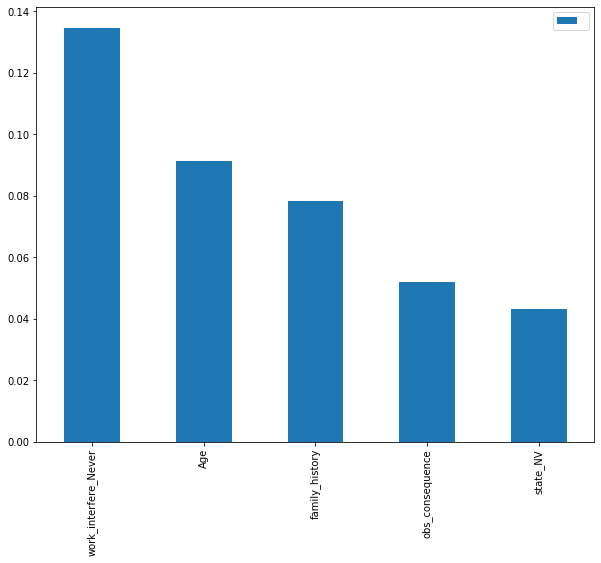 0.14
0.12
0.10
0.08
0.06
0.04
0.02
0.00
work_interfere_Never
Age
family_history
obs_consequence
state_NV